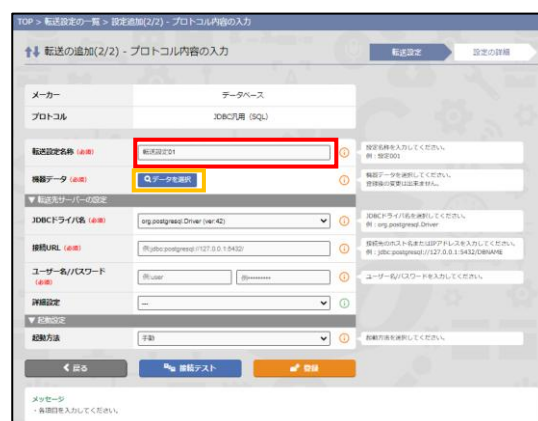 TOP > 転送設定の一覧 > 設定追加(2/2) - プロトコル内容の入力
転送の追加(2/2) - プロトコル内容の入力
転送設定
設定の詳細
メーカー
データベース
プロトコル
JDBC汎用（SQL）
転送設定名称 (必須)
転送設定01
設定名称を入力してください。
例：設定001
機器データ (必須)
データを選択
機器データを選択してください。
登録後の変更は出来ません。
▼ 転送先サーバーの設定
JDBCドライバ名 (必須)
org.postgresql.Driver (ver.42)
JDBCドライバ名を選択してください。
例：org.postgresql.Driver
接続URL (必須)
例:jdbc:postgresql://127.0.0.1:5432/
接続先のホスト名またはIPアドレスを入力してください。
例：jdbc:postgresql://127.0.0.1:5432/DBNAME
ユーザー名/パスワード
(必須)
例:user
ユーザー名/パスワードを入力してください。
詳細設定
---
▼ 起動設定
起動方法
手動
起動方法を選択してください。
戻る
接続テスト
登録
メッセージ
・各項目を入力してください。